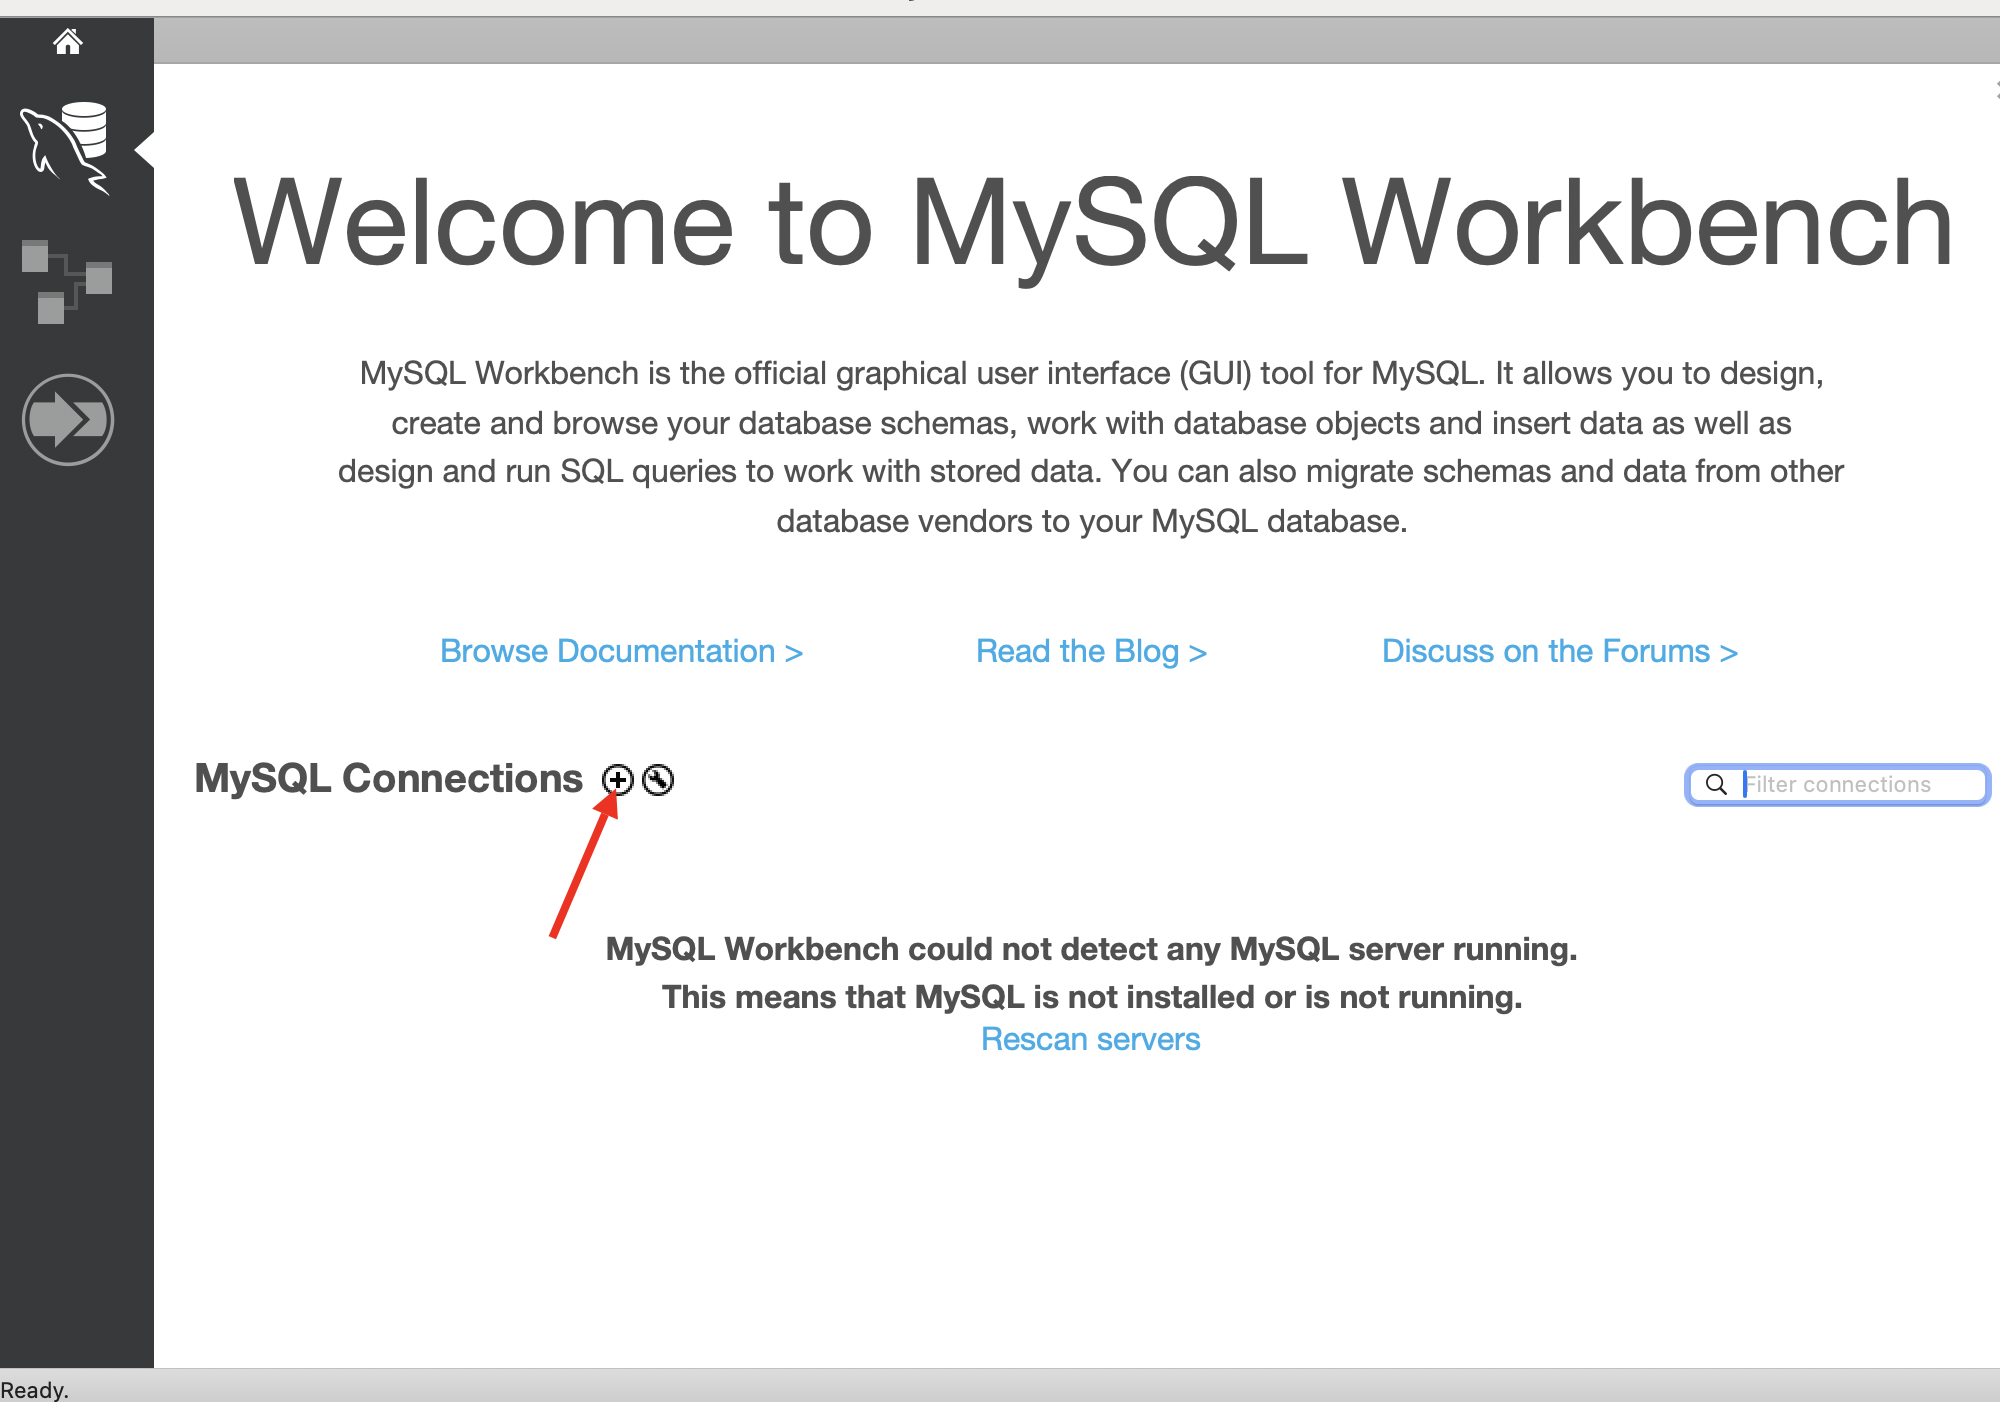 Welcome to MySQL Workbench
MySQL Workbench is the official graphical user interface (GUI) tool for MySQL. It allows you to design,
create and browse your database schemas, work with database objects and insert data as well as
design and run SQL queries to work with stored data. You can also migrate schemas and data from other
database vendors to your MySQL database.
Browse Documentation > Read the Blog > Discuss on the Forums >
MySQL Connections Filter connections
MySQL Workbench could not detect any MySQL server running.
This means that MySQL is not installed or is not running.
Rescan servers
Ready.